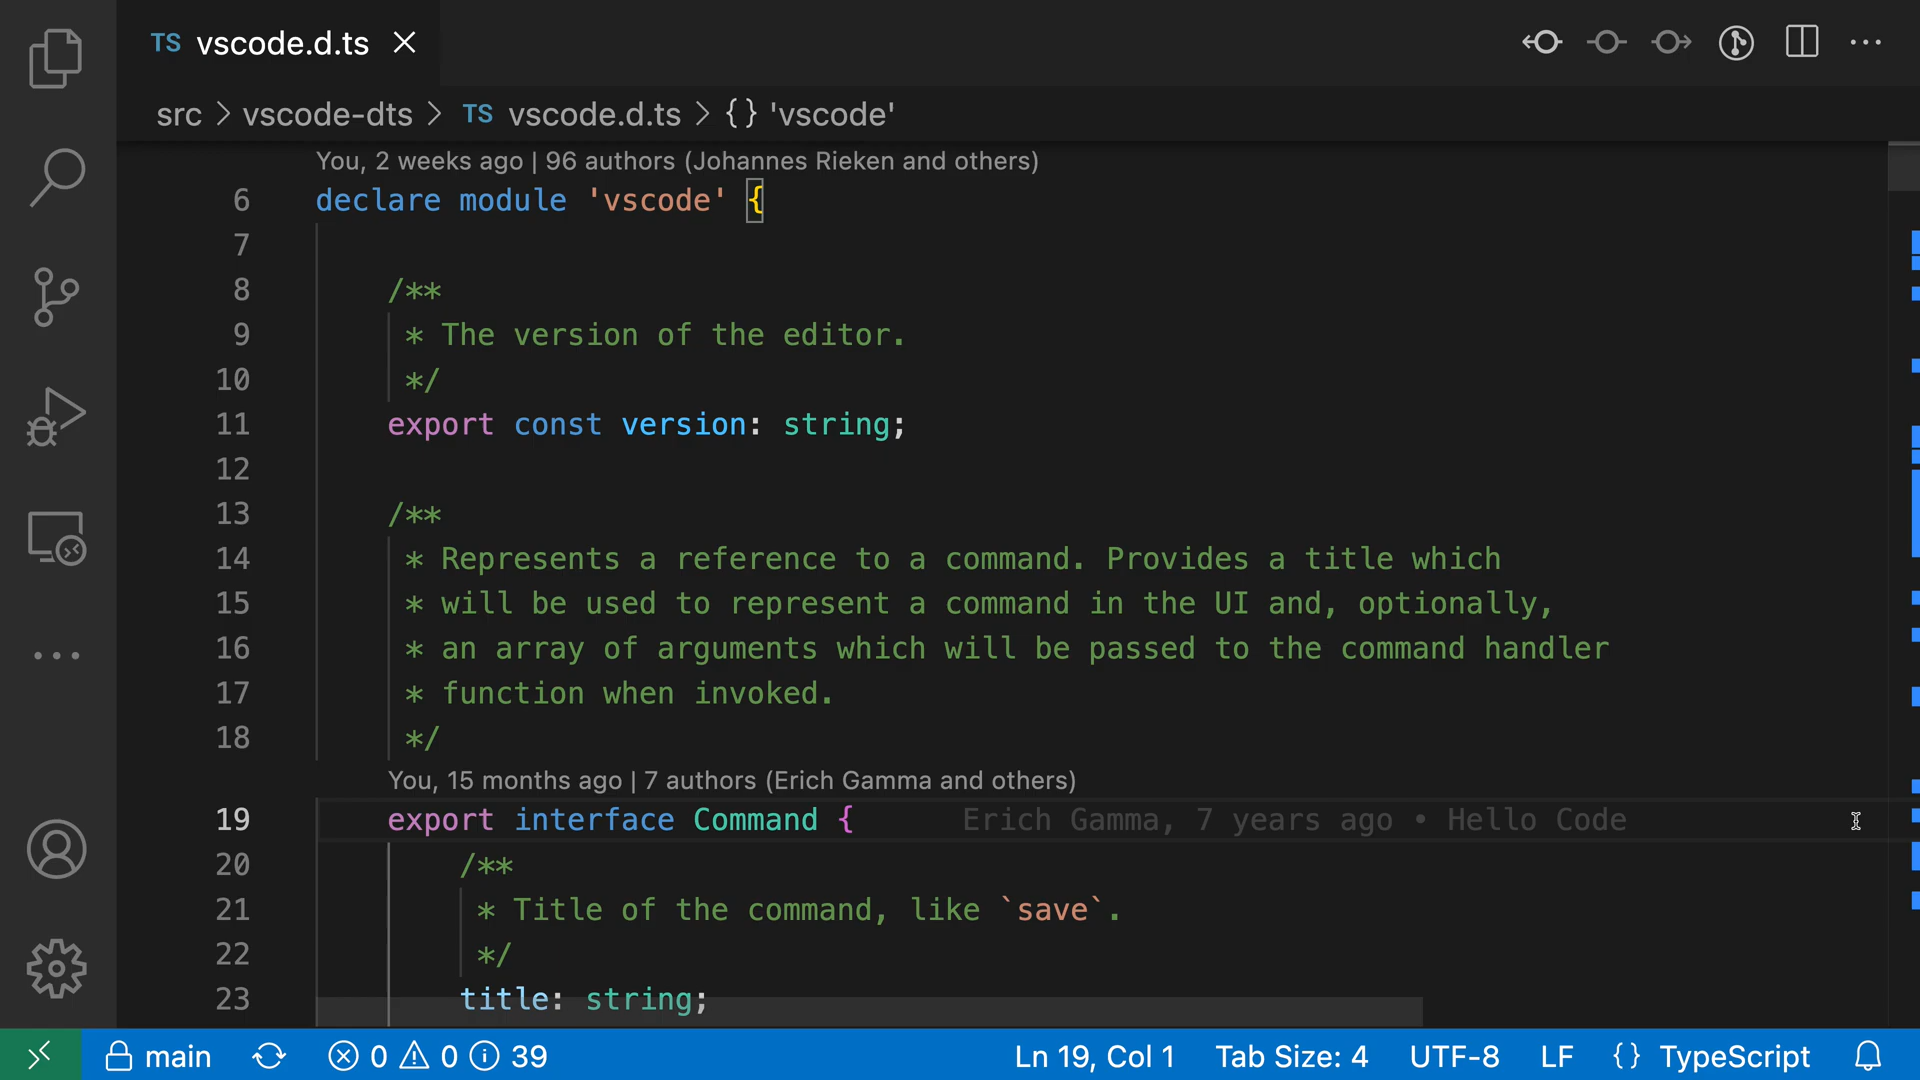 TS vscode.d.ts
src > vscode-dts > TS vscode.d.ts > {} 'vscode'
You, 2 weeks ago | 96 authors (Johannes Rieken and others)
6 declare module 'vscode' {
7
8 /**
9 * The version of the editor.
10 */
11 export const version: string;
12
13 /**
14 * Represents a reference to a command. Provides a title which
15 * will be used to represent a command in the UI and, optionally,
16 * an array of arguments which will be passed to the command handler
17 * function when invoked.
18 */
You, 15 months ago | 7 authors (Erich Gamma and others)
19 export interface Command { Erich Gamma, 7 years ago • Hello Code
20 /**
21 * Title of the command, like `save`.
22 */
23 title: string;
main 0 0 39 Ln 19, Col 1 Tab Size: 4 UTF-8 LF {} TypeScript